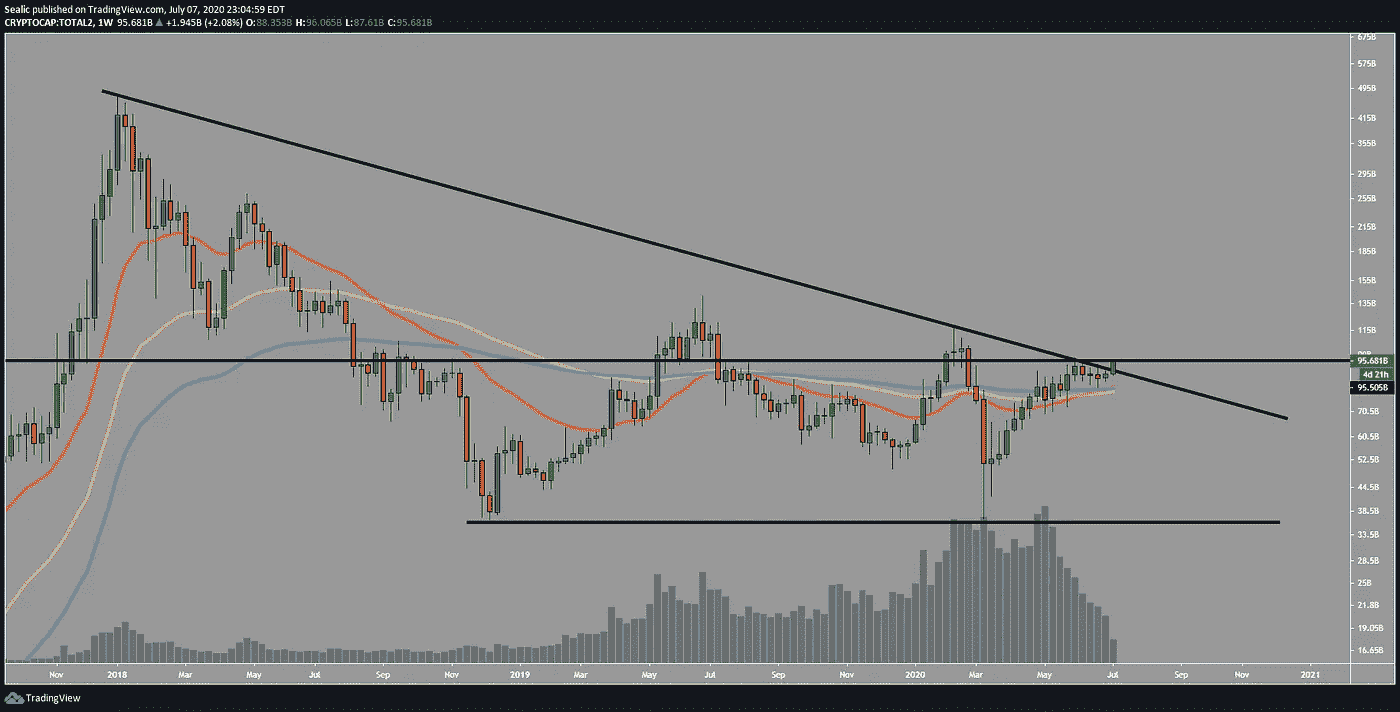 Sealic published on TradingView.com, July 07, 2020 23:04:59 EDT
CRYPTOCAP:TOTAL2, 1W 95.681B ▲ +1.945B (+2.08%) O:88.353B H:96.065B L:87.61B C:95.681B
675B
575B
495B
415B
355B
295B
255B
215B
185B
155B
135B
115B
95.681B
4d 21h
95.505B
70.5B
60.5B
52.5B
44.5B
38.5B
33.5B
28.5B
25B
21.8B
19.05B
16.65B
Nov 2018 Mar May Jul Sep Nov 2019 Mar May Jul Sep Nov 2020 Mar May Jul Sep Nov 2021
TradingView